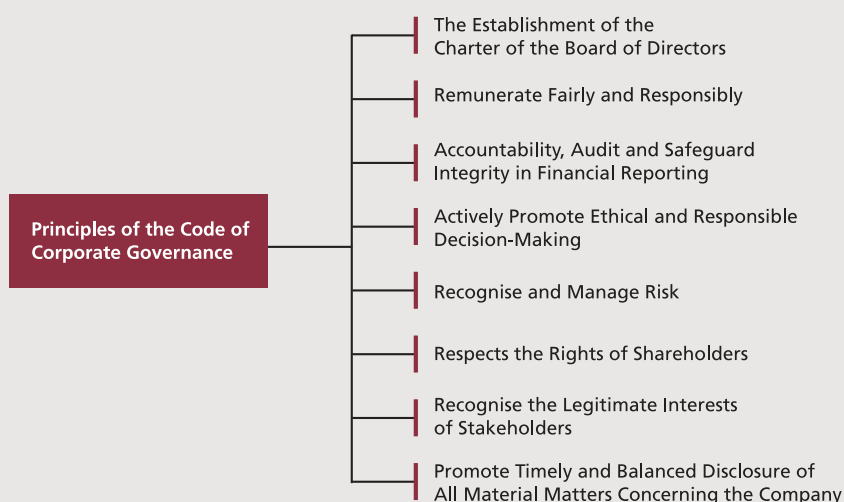 Principles of the Code of
Corporate Governance
The Establishment of the
Charter of the Board of Directors
Remunerate Fairly and Responsibly
Accountability, Audit and Safeguard
Integrity in Financial Reporting
Actively Promote Ethical and Responsible
Decision-Making
Recognise and Manage Risk
Respects the Rights of Shareholders
Recognise the Legitimate Interests
of Stakeholders
Promote Timely and Balanced Disclosure of
All Material Matters Concerning the Company